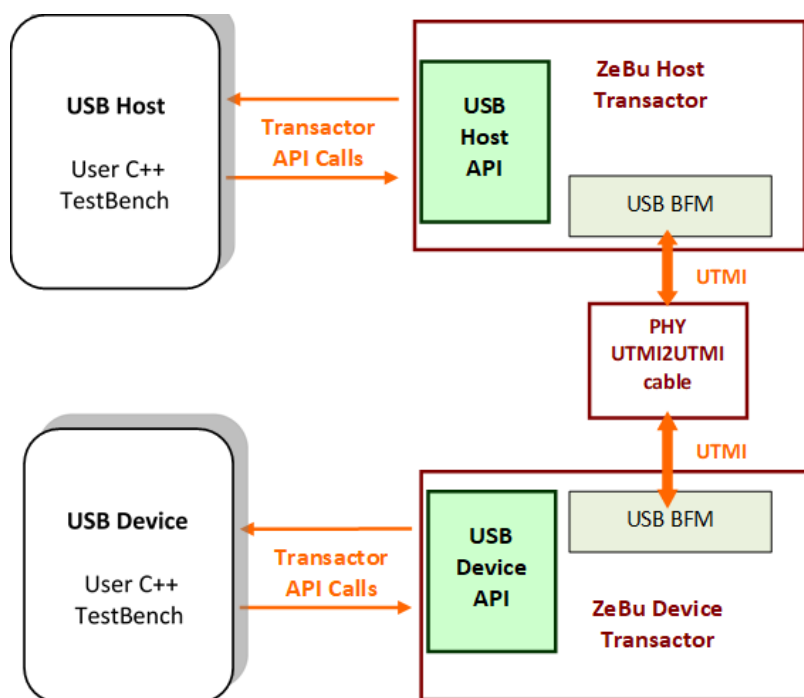 USB Host
User C++
TestBench
Transactor
API Calls
USB
Host
API
ZeBu Host
Transactor
USB BFM
UTMI
PHY
UTMI2UTMI
cable
UTMI
USB Device
User C++
TestBench
Transactor
API Calls
USB
Device
API
USB BFM
ZeBu Device
Transactor